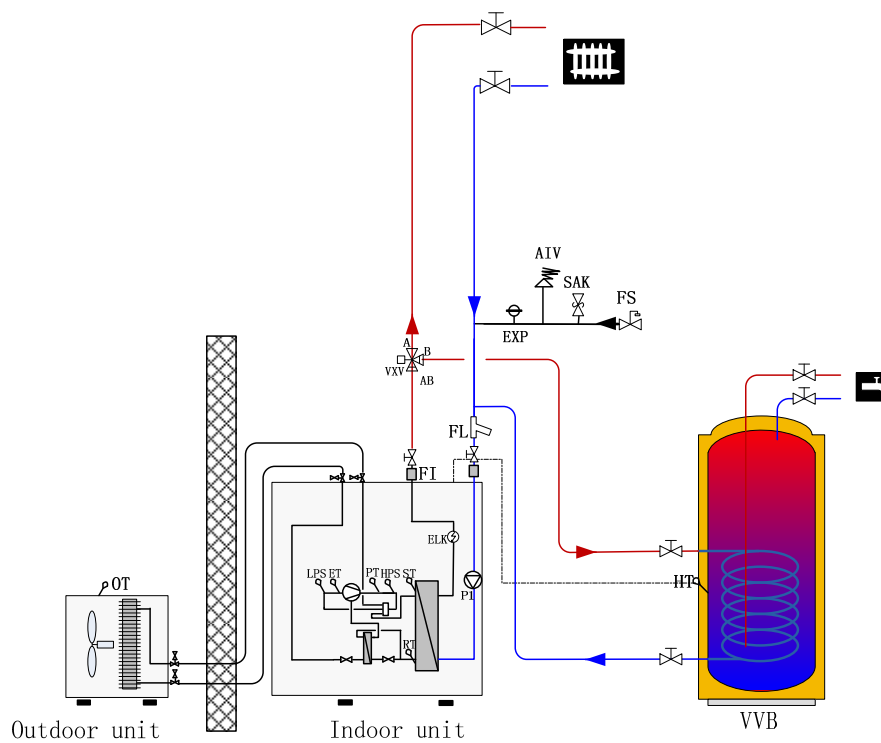 AIV
SAK
FS
EXP
A
B
VXV
AB
FL
FI
ELK
OT
LPS ET
PT HPS ST
P1
HT
RT
Outdoor unit
Indoor unit
VVB